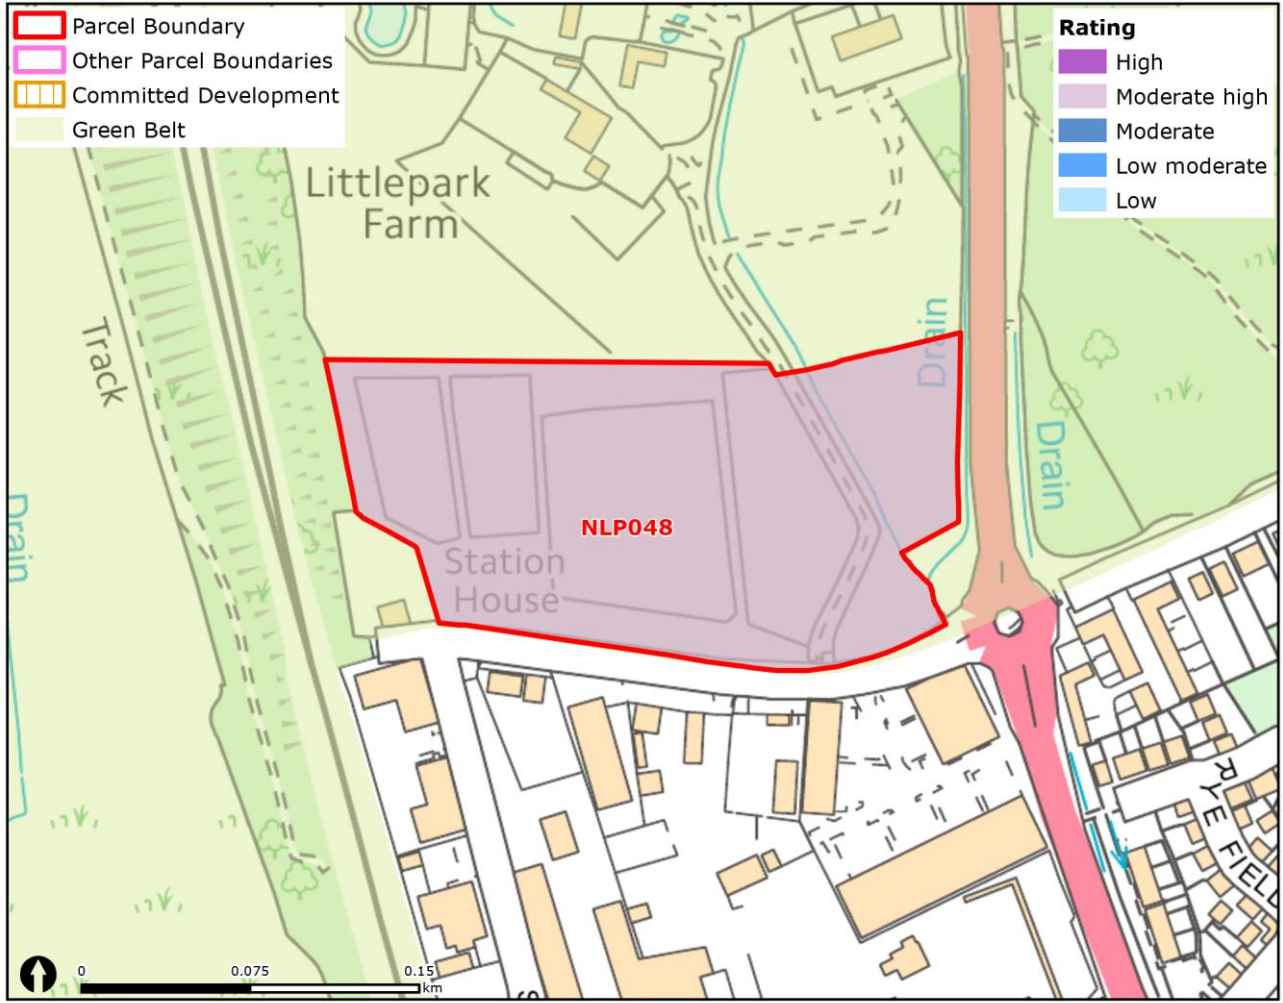 Parcel Boundary
Other Parcel Boundaries
Committed Development
Green Belt
Rating
High
Moderate high
Moderate
Low moderate
Low
Littlepark
Farm
Track
Drain
Drain
Drain
NLP048
Station
House
RYE FIELD
0
0.075
0.15
km